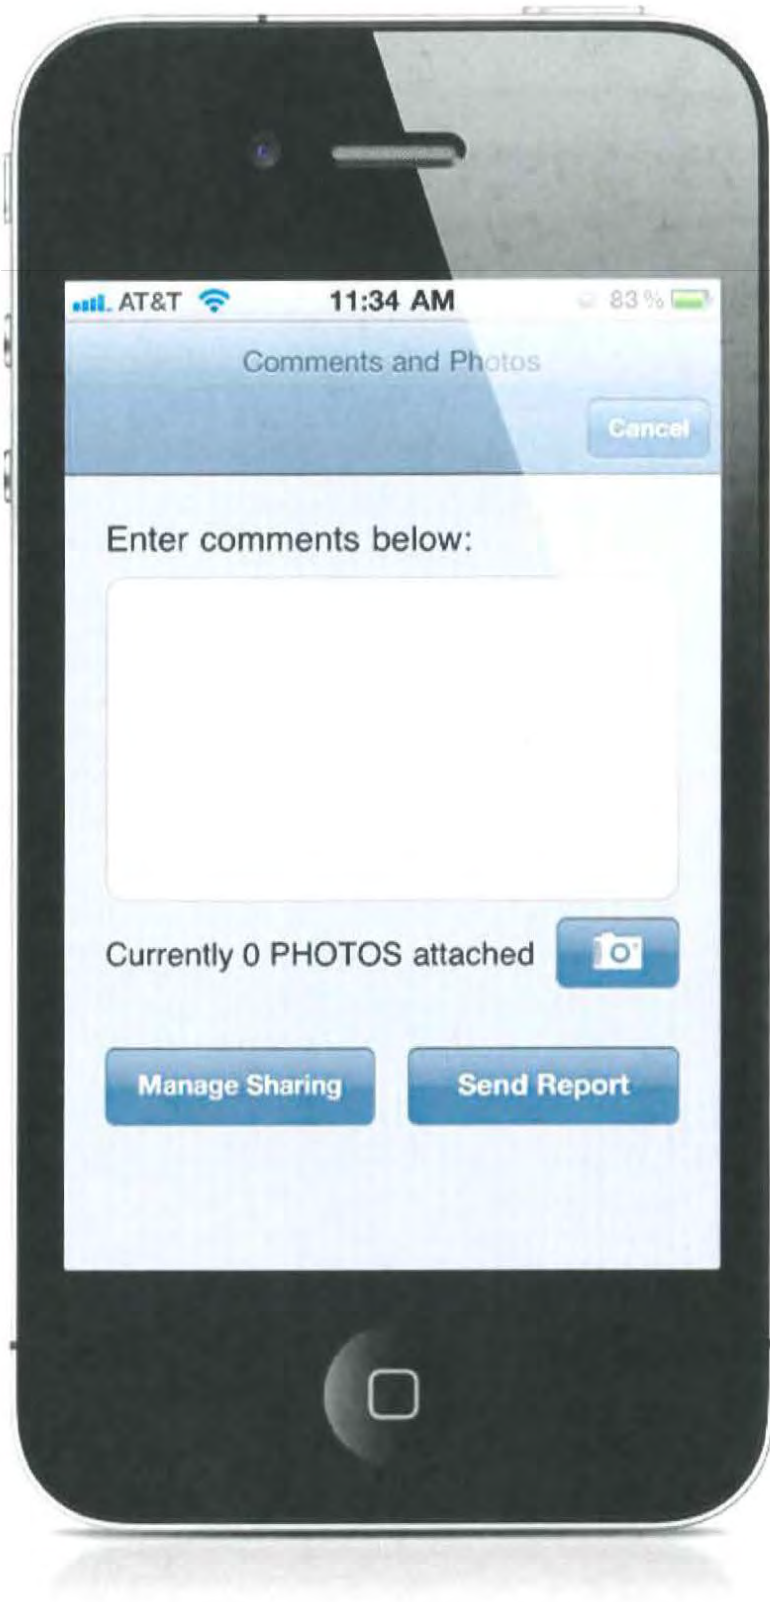 AT&T 11:34 AM 83%
Comments and Photos
Cancel
Enter comments below:
Currently 0 PHOTOS attached
Manage Sharing
Send Report